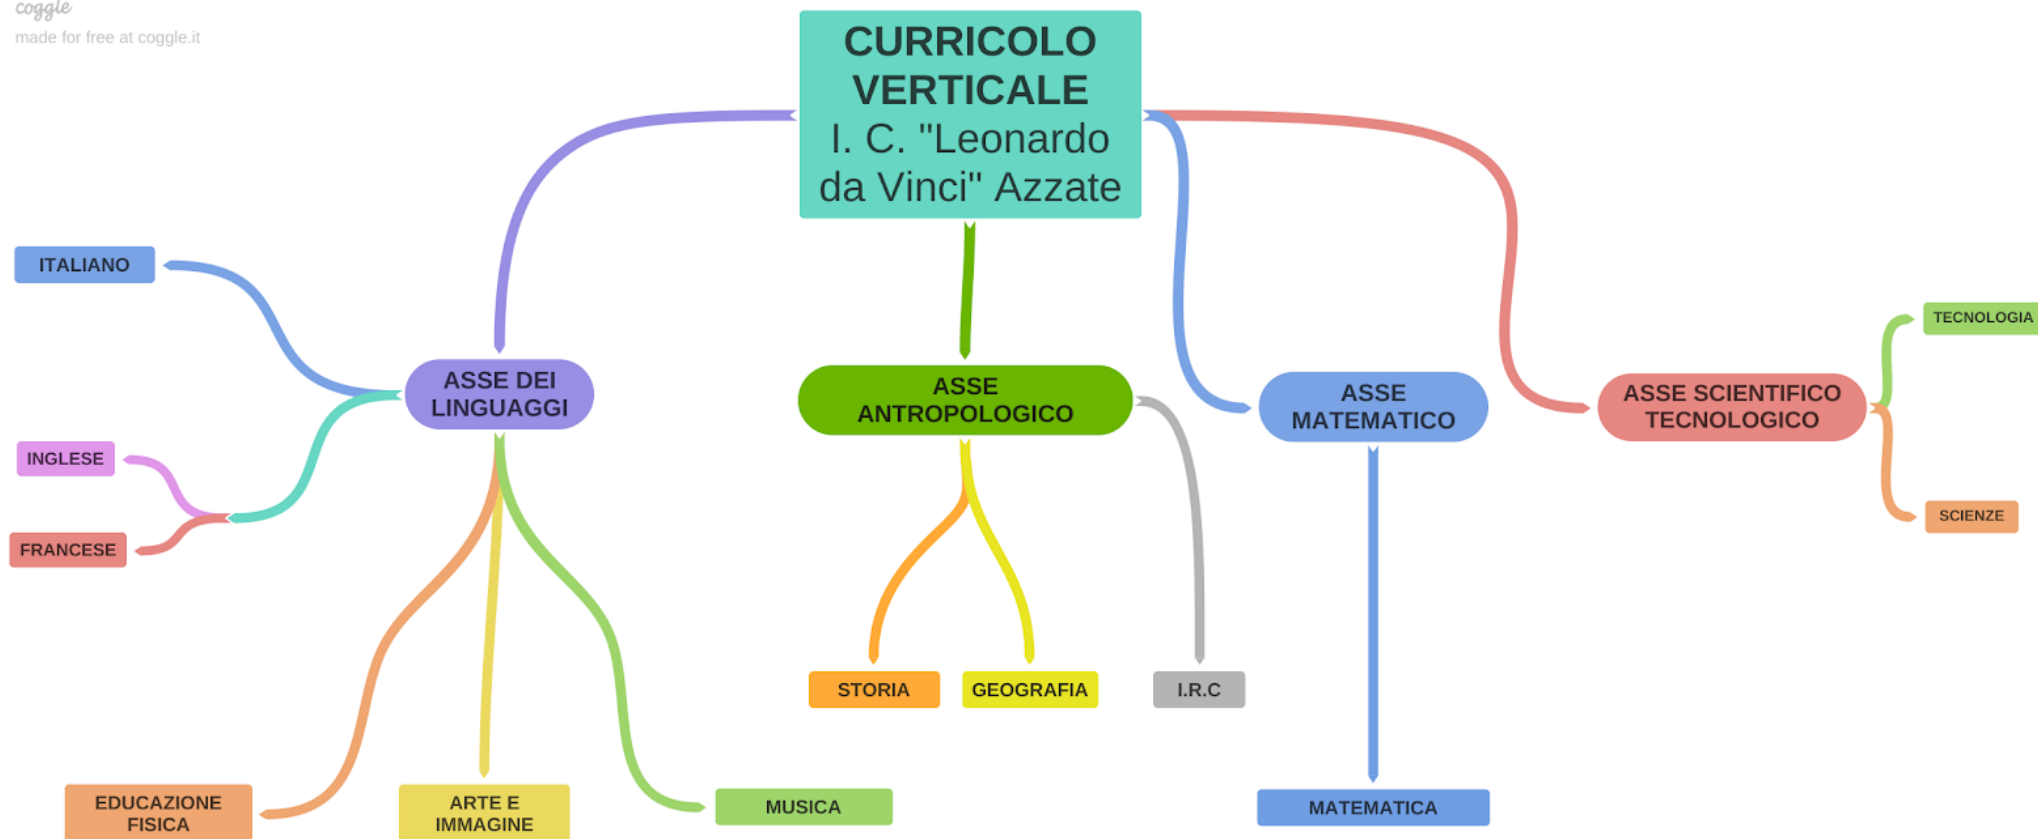 coggle
made for free at coggle.it
CURRICOLO
VERTICALE
I. C. "Leonardo
da Vinci" Azzate
ASSE DEI
LINGUAGGI
ITALIANO
INGLESE
FRANCESE
EDUCAZIONE
FISICA
ARTE E
IMMAGINE
MUSICA
ASSE
ANTROPOLOGICO
STORIA
GEOGRAFIA
I.R.C
ASSE
MATEMATICO
MATEMATICA
ASSE SCIENTIFICO
TECNOLOGICO
TECNOLOGIA
SCIENZE